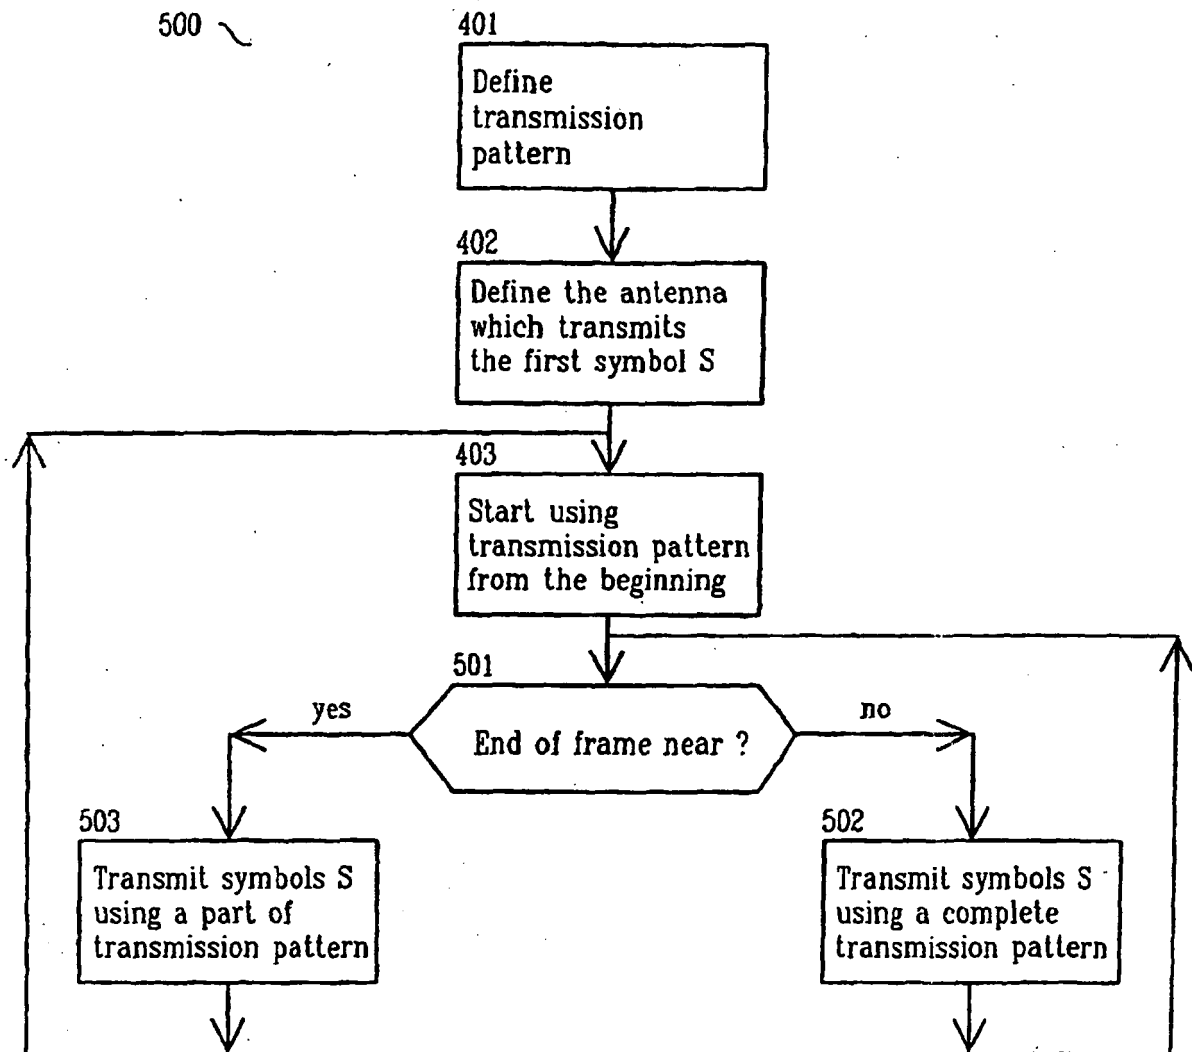 500
401
Define
transmission
pattern
402
Define the antenna
which transmits
the first symbol S
403
Start using
transmission pattern
from the beginning
501
yes
no
End of frame near ?
503
502
Transmit symbols S
using a part of
transmission pattern
Transmit symbols S
using a complete
transmission pattern